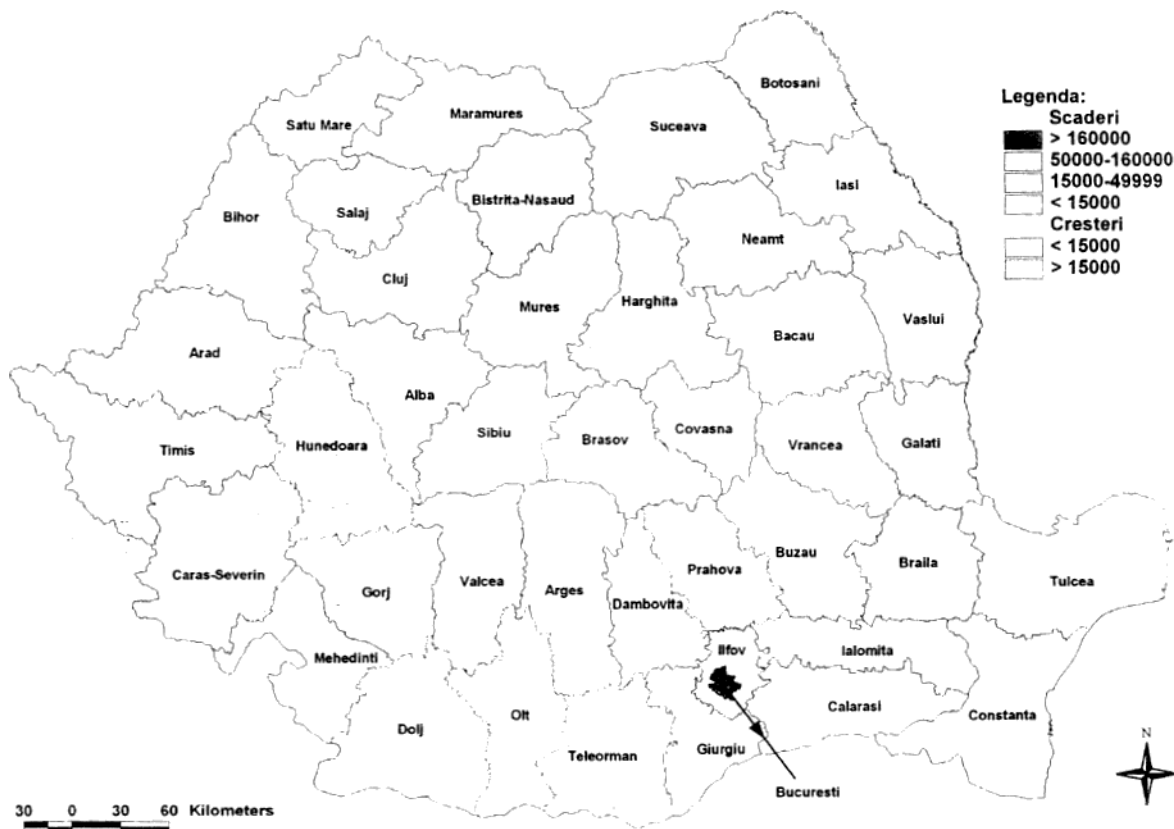 Botosani
Legenda:
Scaderi
> 160000
50000-160000
15000-49999
< 15000
Cresteri
< 15000
> 15000
Satu Mare
Maramures
Suceava
Iasi
Bihor
Salaj
Bistrita-Nasaud
Neamt
Cluj
Mures
Harghita
Bacau
Vaslui
Arad
Alba
Timis
Hunedoara
Sibiu
Brasov
Covasna
Vrancea
Galati
Caras-Severin
Gorj
Valcea
Arges
Dambovita
Prahova
Buzau
Braila
Tulcea
Mehedinti
Ilfov
Ialomita
Dolj
Olt
Teleorman
Giurgiu
Calarasi
Constanta
N
Bucuresti
30 0 30 60 Kilometers